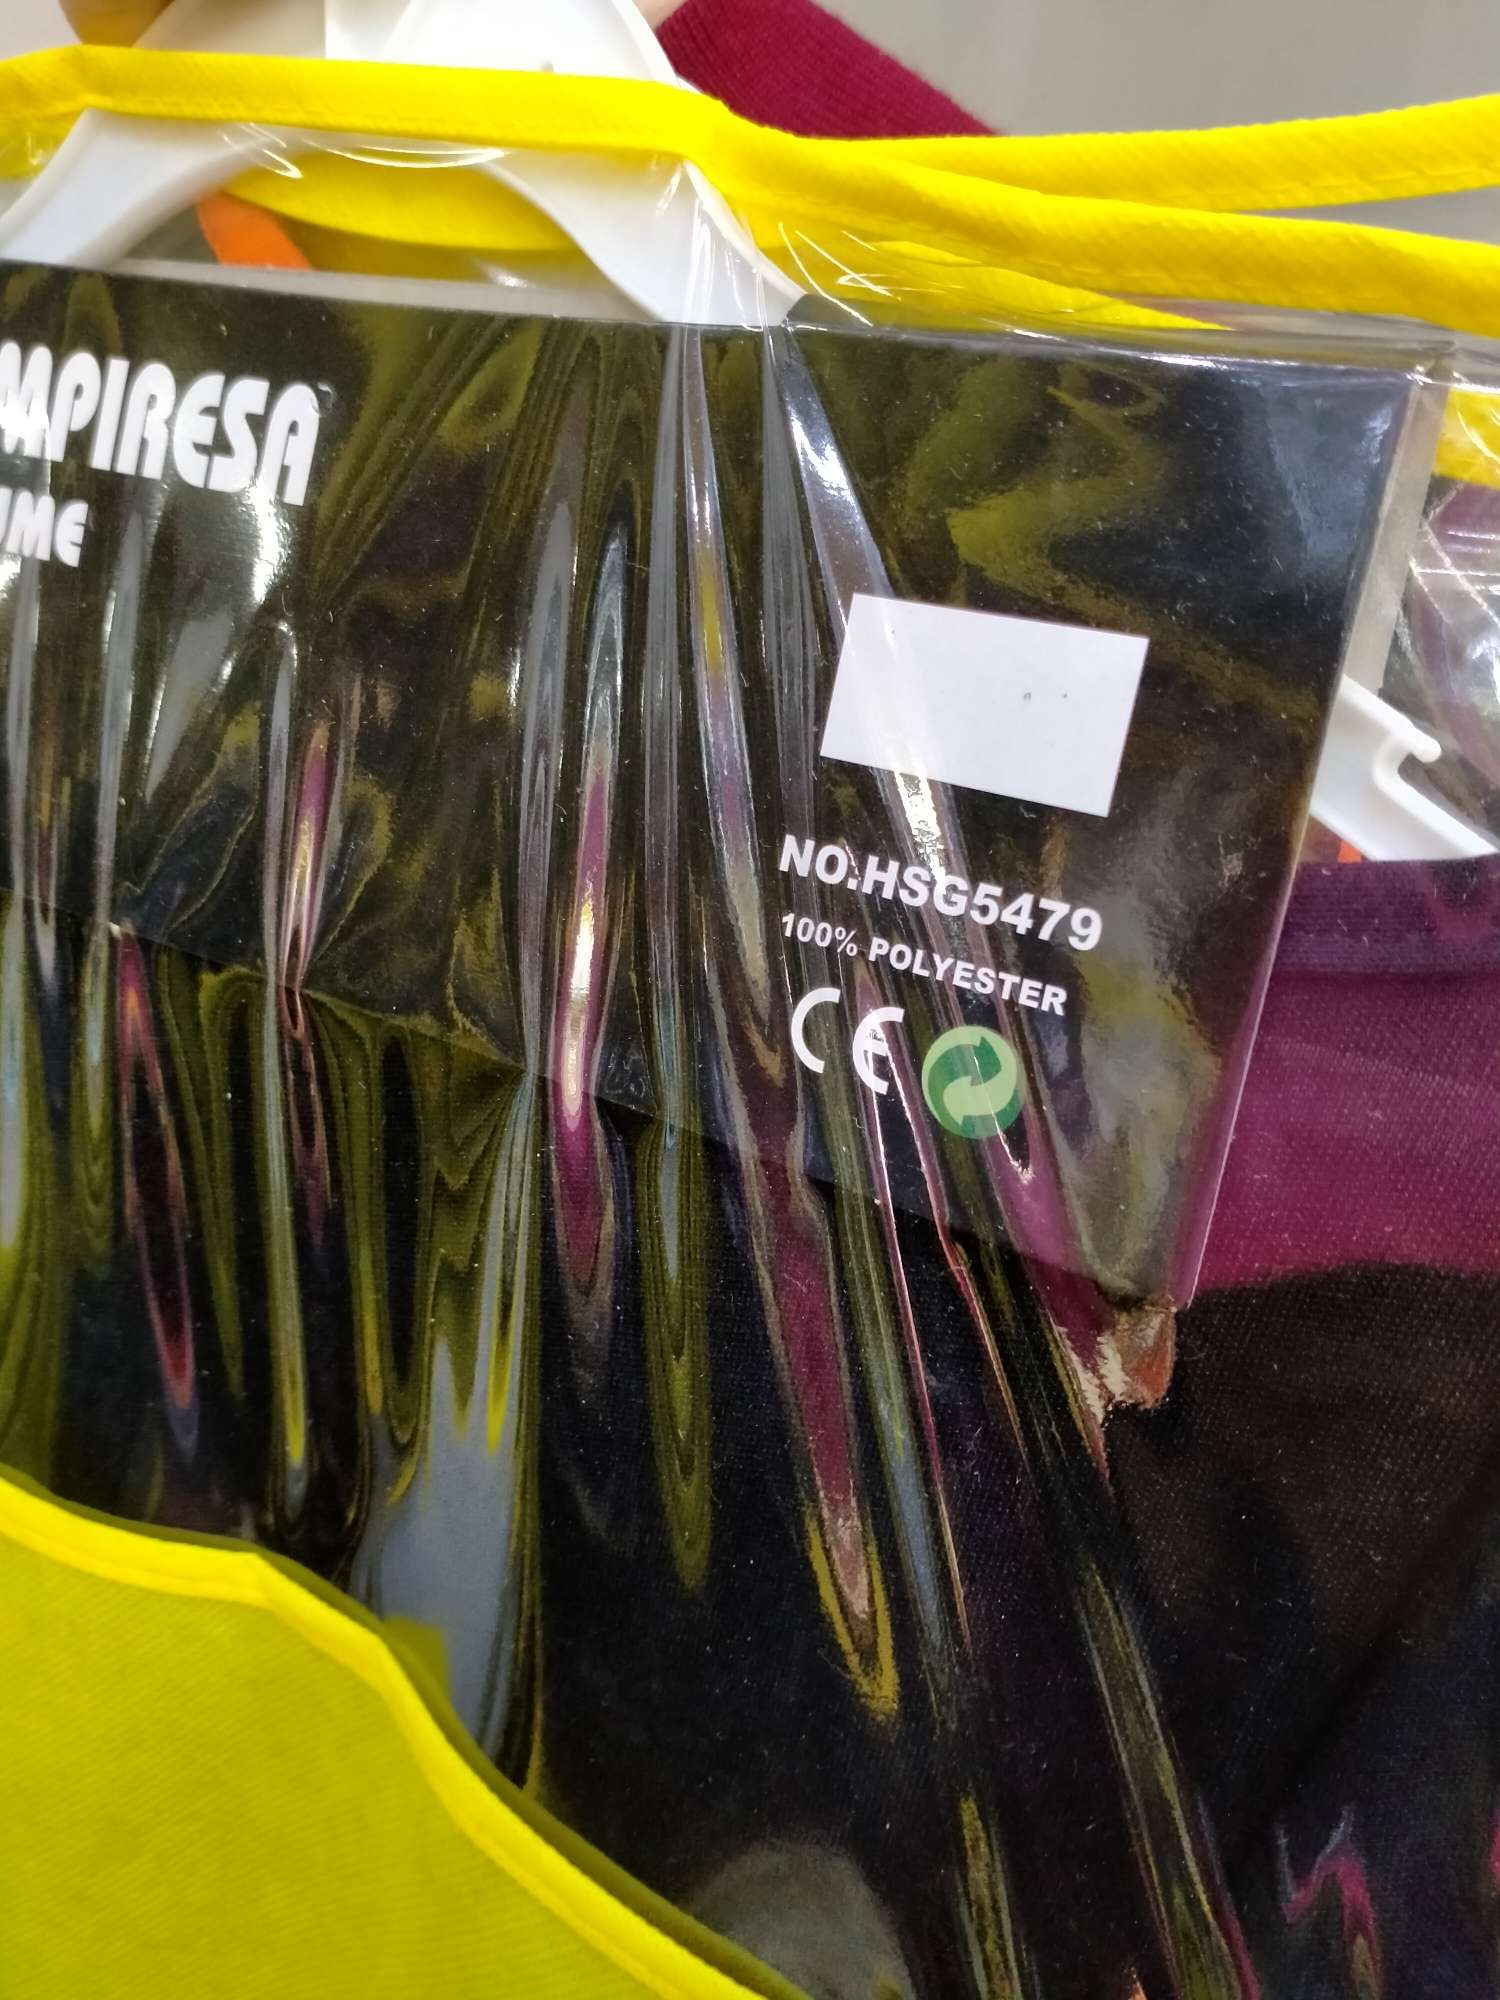 MPIRESA
UME
NO.:HSG5479
100% POLYESTER
CE